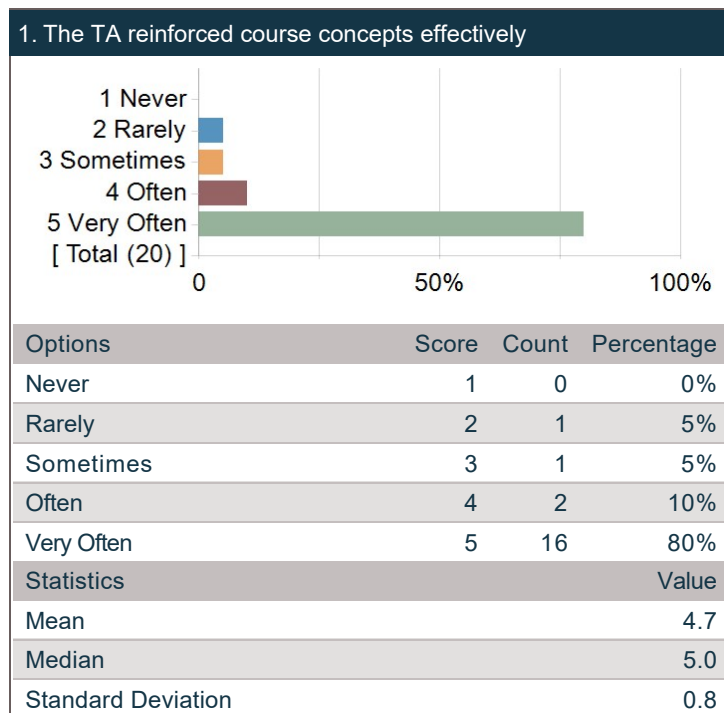 1. The TA reinforced course concepts effectively
1 Never
2 Rarely
3 Sometimes
4 Often
5 Very Often
[ Total (20) ]
0 50% 100%
Options Score Count Percentage
Never 1 0 0%
Rarely 2 1 5%
Sometimes 3 1 5%
Often 4 2 10%
Very Often 5 16 80%
Statistics Value
Mean 4.7
Median 5.0
Standard Deviation 0.8